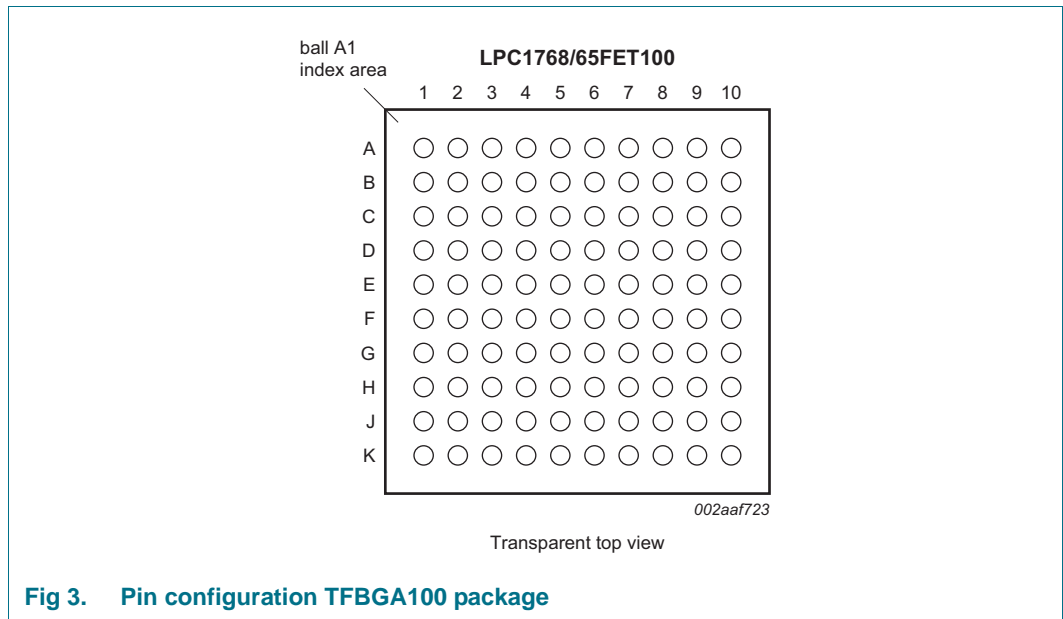 ball A1
index area
LPC1768/65FET100
1 2 3 4 5 6 7 8 9 10
A
B
C
D
E
F
G
H
J
K
002aaf723
Transparent top view
Fig 3. Pin configuration TFBGA100 package